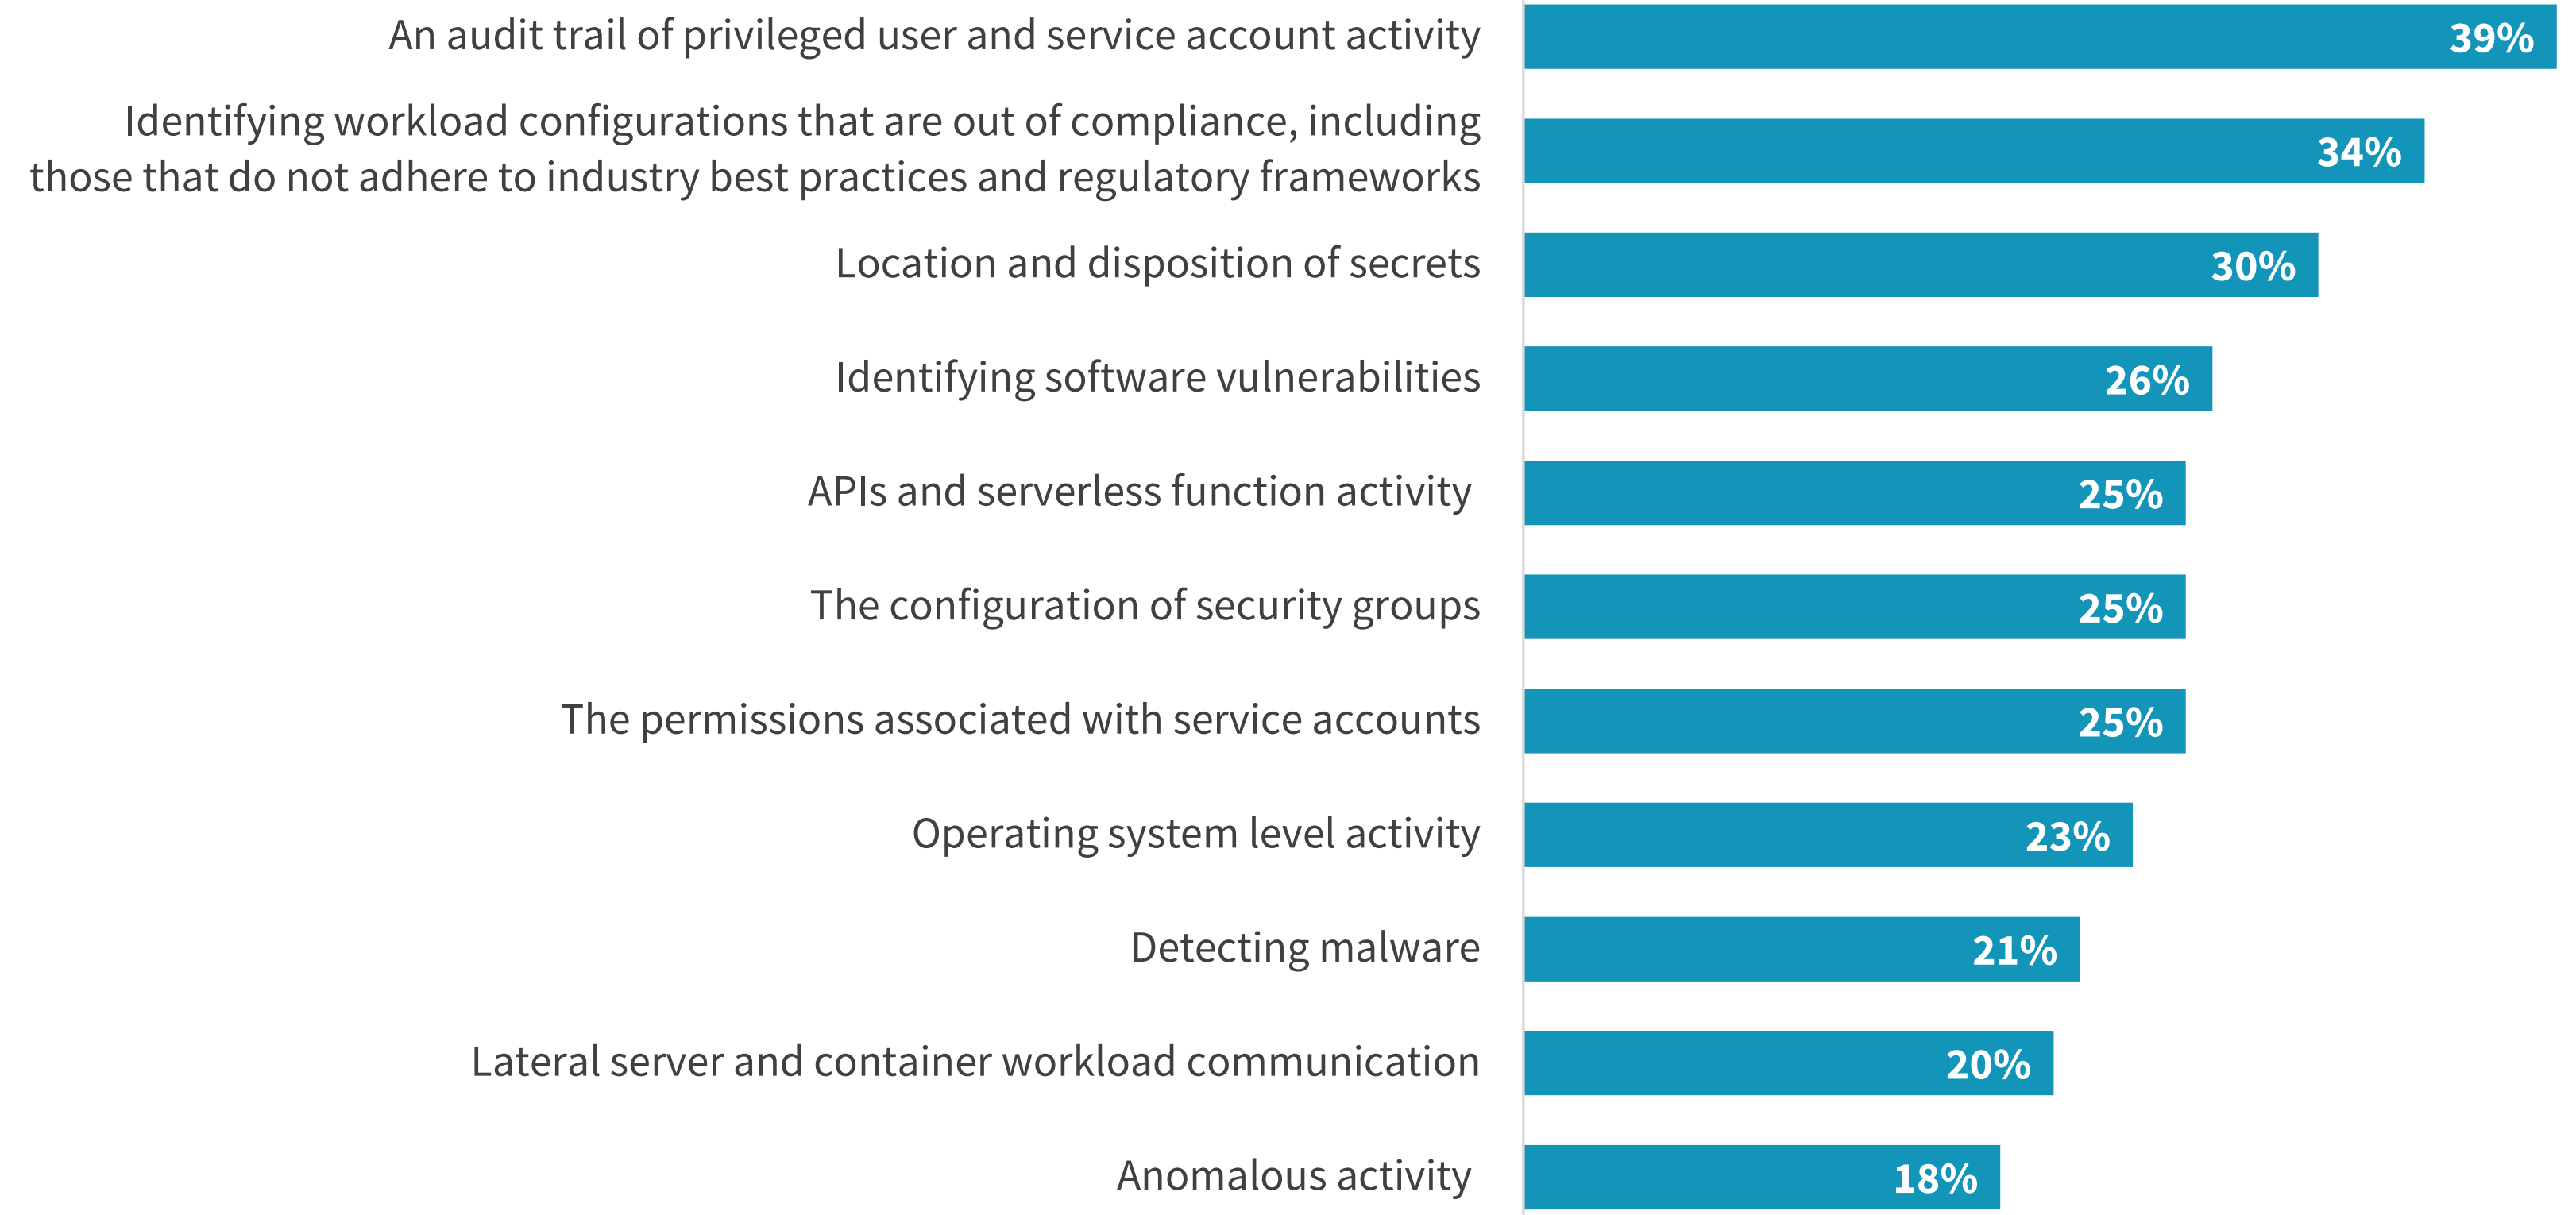 An audit trail of privileged user and service account activity 39%
Identifying workload configurations that are out of compliance, including
those that do not adhere to industry best practices and regulatory frameworks 34%
Location and disposition of secrets 30%
Identifying software vulnerabilities 26%
APIs and serverless function activity 25%
The configuration of security groups 25%
The permissions associated with service accounts 25%
Operating system level activity 23%
Detecting malware 21%
Lateral server and container workload communication 20%
Anomalous activity 18%